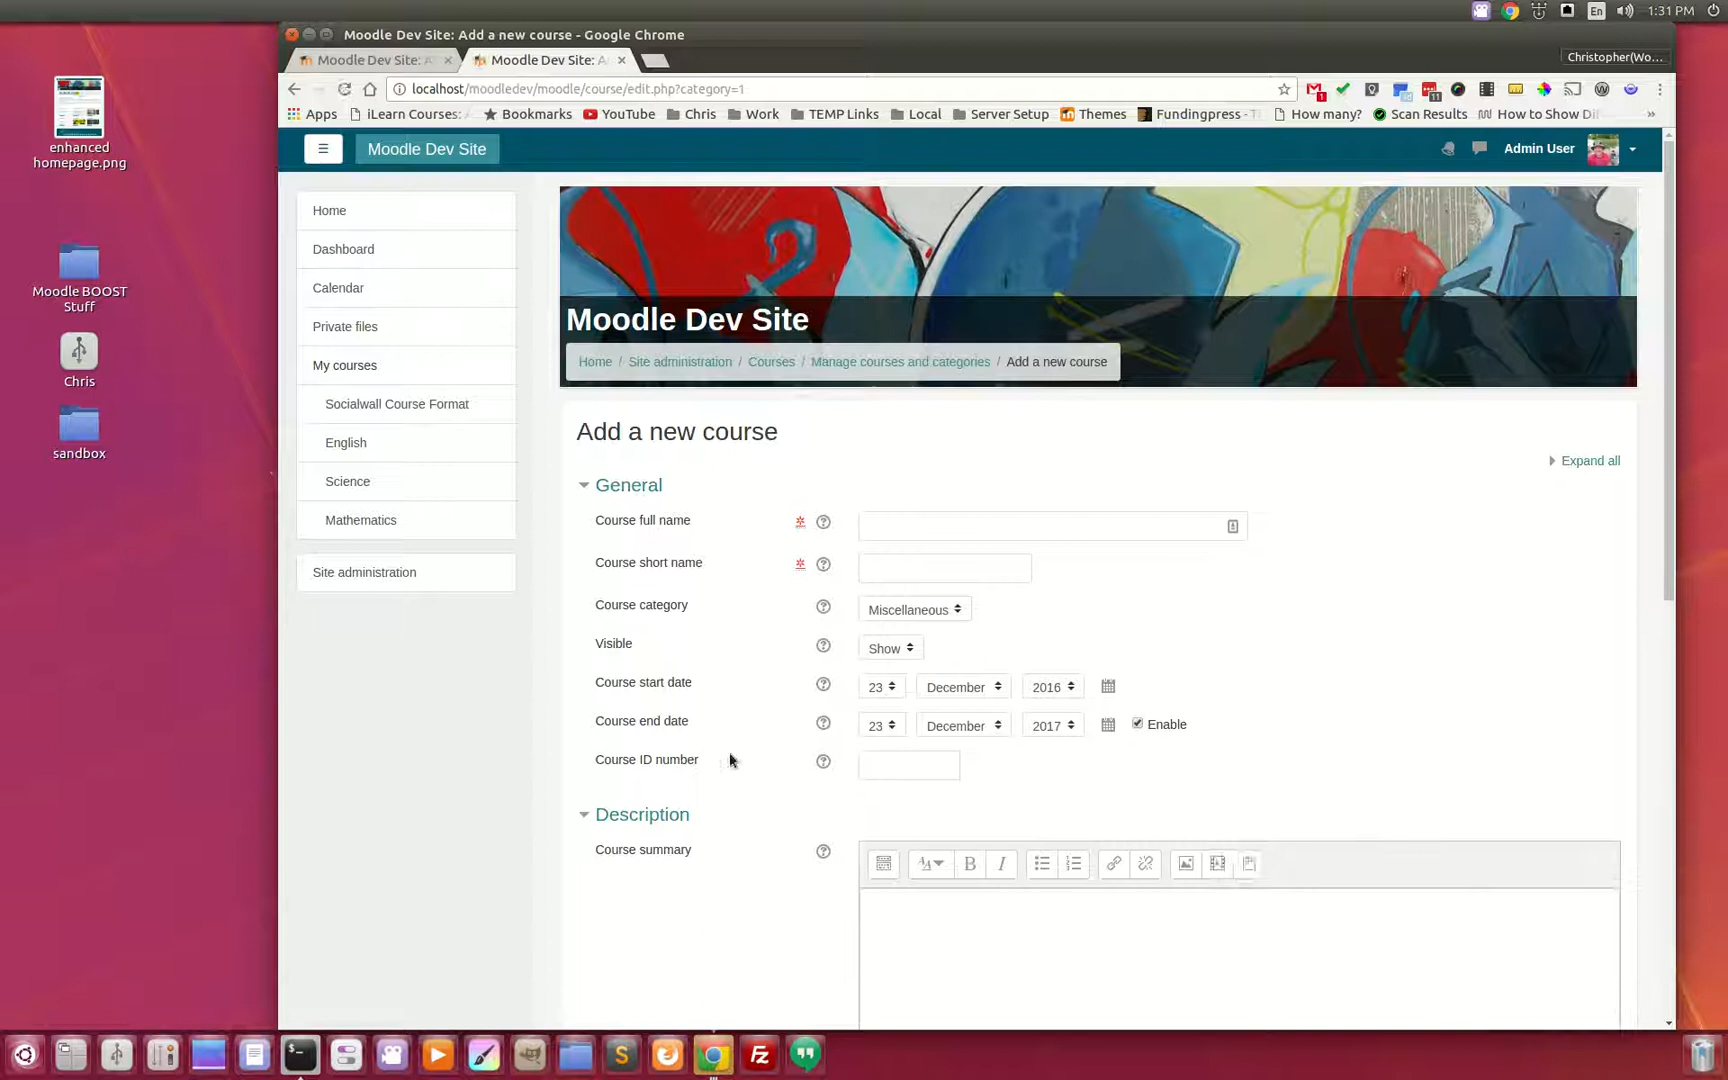 En
1:31 PM
Moodle Dev Site: Add a new course - Google Chrome
Moodle Dev Site:
Moodle Dev Site: A
Christopher(Wo...
localhost/moodledev/moodle/course/edit.php?category=1
1
11
Apps
iLearn Courses:
Bookmarks
YouTube
Chris
Work
TEMP Links
Local
Server Setup
Themes
Fundingpress -
How many?
Scan Results
How to Show Di
»
Moodle Dev Site
Admin User
enhanced
homepage.png
Moodle BOOST
Stuff
Chris
sandbox
Home
Dashboard
Calendar
Private files
My courses
Socialwall Course Format
English
Science
Mathematics
Site administration
Moodle Dev Site
Home / Site administration / Courses / Manage courses and categories / Add a new course
Add a new course
Expand all
General
Course full name
Course short name
Course category
Miscellaneous
Visible
Show
Course start date
23 December 2016
Course end date
23 December 2017 Enable
Course ID number
Description
Course summary
B I